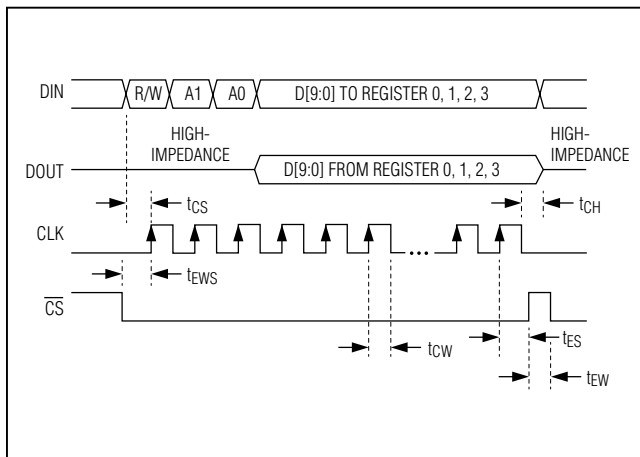 DIN R/W A1 A0 D[9:0] TO REGISTER 0, 1, 2, 3
HIGH-
IMPEDANCE
HIGH-
IMPEDANCE
DOUT D[9:0] FROM REGISTER 0, 1, 2, 3
tCS
tCH
CLK
tEWS
CS
tCW
tES
tEW